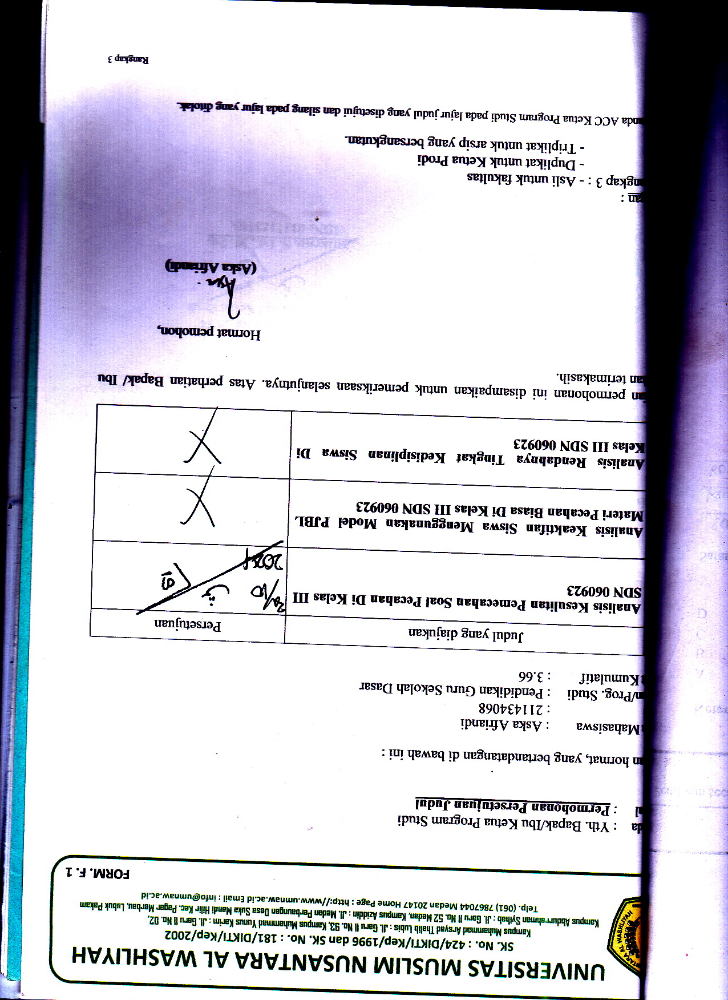 UNIVERSITAS MUSLIM NUSANTARA AL WASHLIYAH
SK. No. : 424/DIKTI/Kep/1996 dan SK. No. : 181/DIKTI/Kep/2002
Kampus Muhammad Arsyad Thalib Lubis : Jl. Garu II No. 93, Kampus Muhammad Yunus Karim : Jl. Garu II No. 02,
Kampus Abdurrahman Syihab : Jl. Garu II No. 52 Medan, Kampus Aziddin : Jl. Medan Perbaungan Desa Suka Mandi Hilir Kec. Pagar Merbau, Lubuk Pakam
Telp. (061) 7867044 Medan 20147 Home Page : http://www.umnaw.ac.id Email : info@umnaw.ac.id
FORM. F. 1
da : Yth. Bapak/Ibu Ketua Program Studi
l : Permohonan Persetujuan Judul
n hormat, yang bertandatangan di bawah ini :
Mahasiswa : Aska Afriandi
: 211434068
n/Prog. Studi : Pendidikan Guru Sekolah Dasar
Kumulatif : 3.66
Judul yang diajukan Persetujuan
Analisis Kesulitan Pemecahan Soal Pecahan Di Kelas III
SDN 060923
2024
Analisis Keaktifan Siswa Menggunakan Model PJBL
Materi Pecahan Biasa Di Kelas III SDN 060923
Analisis Rendahnya Tingkat Kedisiplinan Siswa Di
Kelas III SDN 060923
an permohonan ini disampaikan untuk pemeriksaan selanjutnya. Atas perhatian Bapak/ Ibu
an terimakasih.
Hormat pemohon,
(Aska Afriandi)
an :
ngkap 3 : - Asli untuk fakultas
- Duplikat untuk Ketua Prodi
- Triplikat untuk arsip yang bersangkutan.
anda ACC Ketua Program Studi pada lajur judul yang disetujui dan silang pada lajur yang ditolak.
Rangkap 3